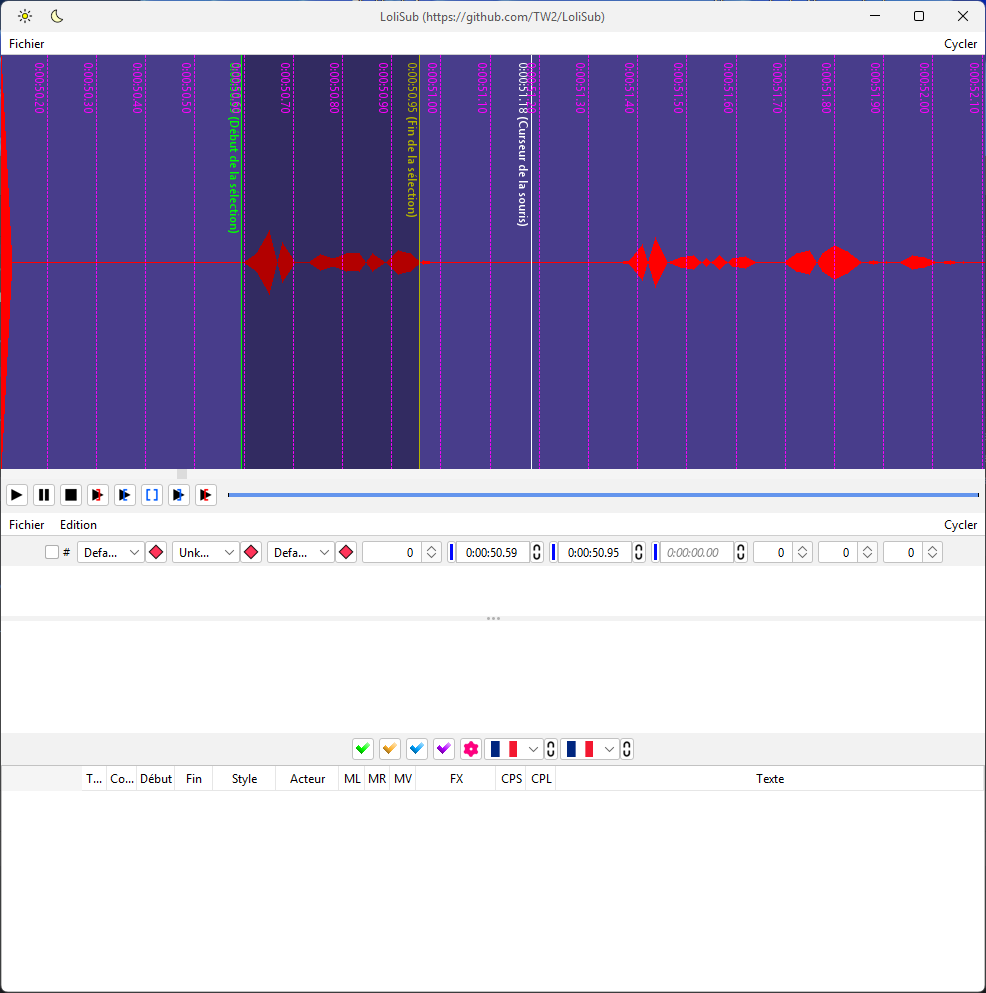 LoliSub (https://github.com/TW2/LoliSub)
Fichier Cycler
0:00:50.20
0:00:50.30
0:00:50.40
0:00:50.50
0:00:50.59 (Début de la sélection)
0:00:50.70
0:00:50.80
0:00:50.90
0:00:50.95 (Fin de la sélection)
0:00:51.00
0:00:51.10
0:00:51.18 (Curseur de la souris)
0:00:51.40
0:00:51.50
0:00:51.60
0:00:51.70
0:00:51.80
0:00:51.90
0:00:52.00
0:00:52.10
Fichier Edition Cycler
# Defa... Unk... Defa... 0 0:00:50.59 0:00:50.95 0:00:00.00 0 0 0
T... Co... Début Fin Style Acteur ML MR MV FX CPS CPL Texte